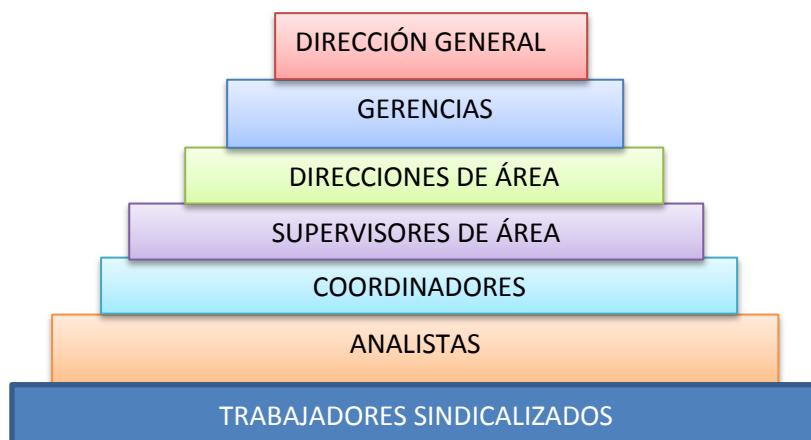 DIRECCIÓN GENERAL
GERENCIAS
DIRECCIONES DE ÁREA
SUPERVISORES DE ÁREA
COORDINADORES
ANALISTAS
TRABAJADORES SINDICALIZADOS